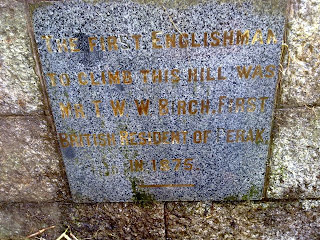 THE FIRST ENGLISHMAN
TO CLIMB THIS HILL WAS
MR. T. W. W. BIRCH, FIRST
BRITISH RESIDENT OF PERAK
IN 1875.